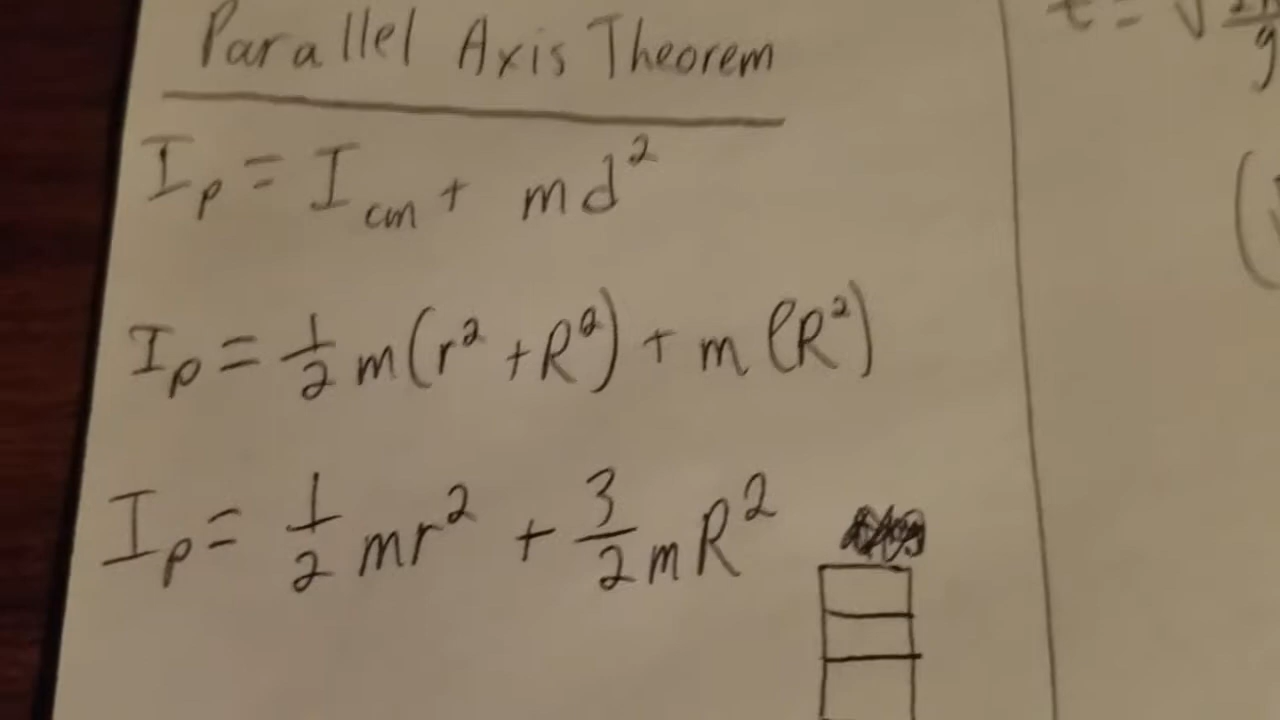 Parallel Axis Theorem
I_p = I_cm + md²
I_p = 1/2 m(r² + R²) + m(R²)
I_p = 1/2 mr² + 3/2 mR²
t = √
g